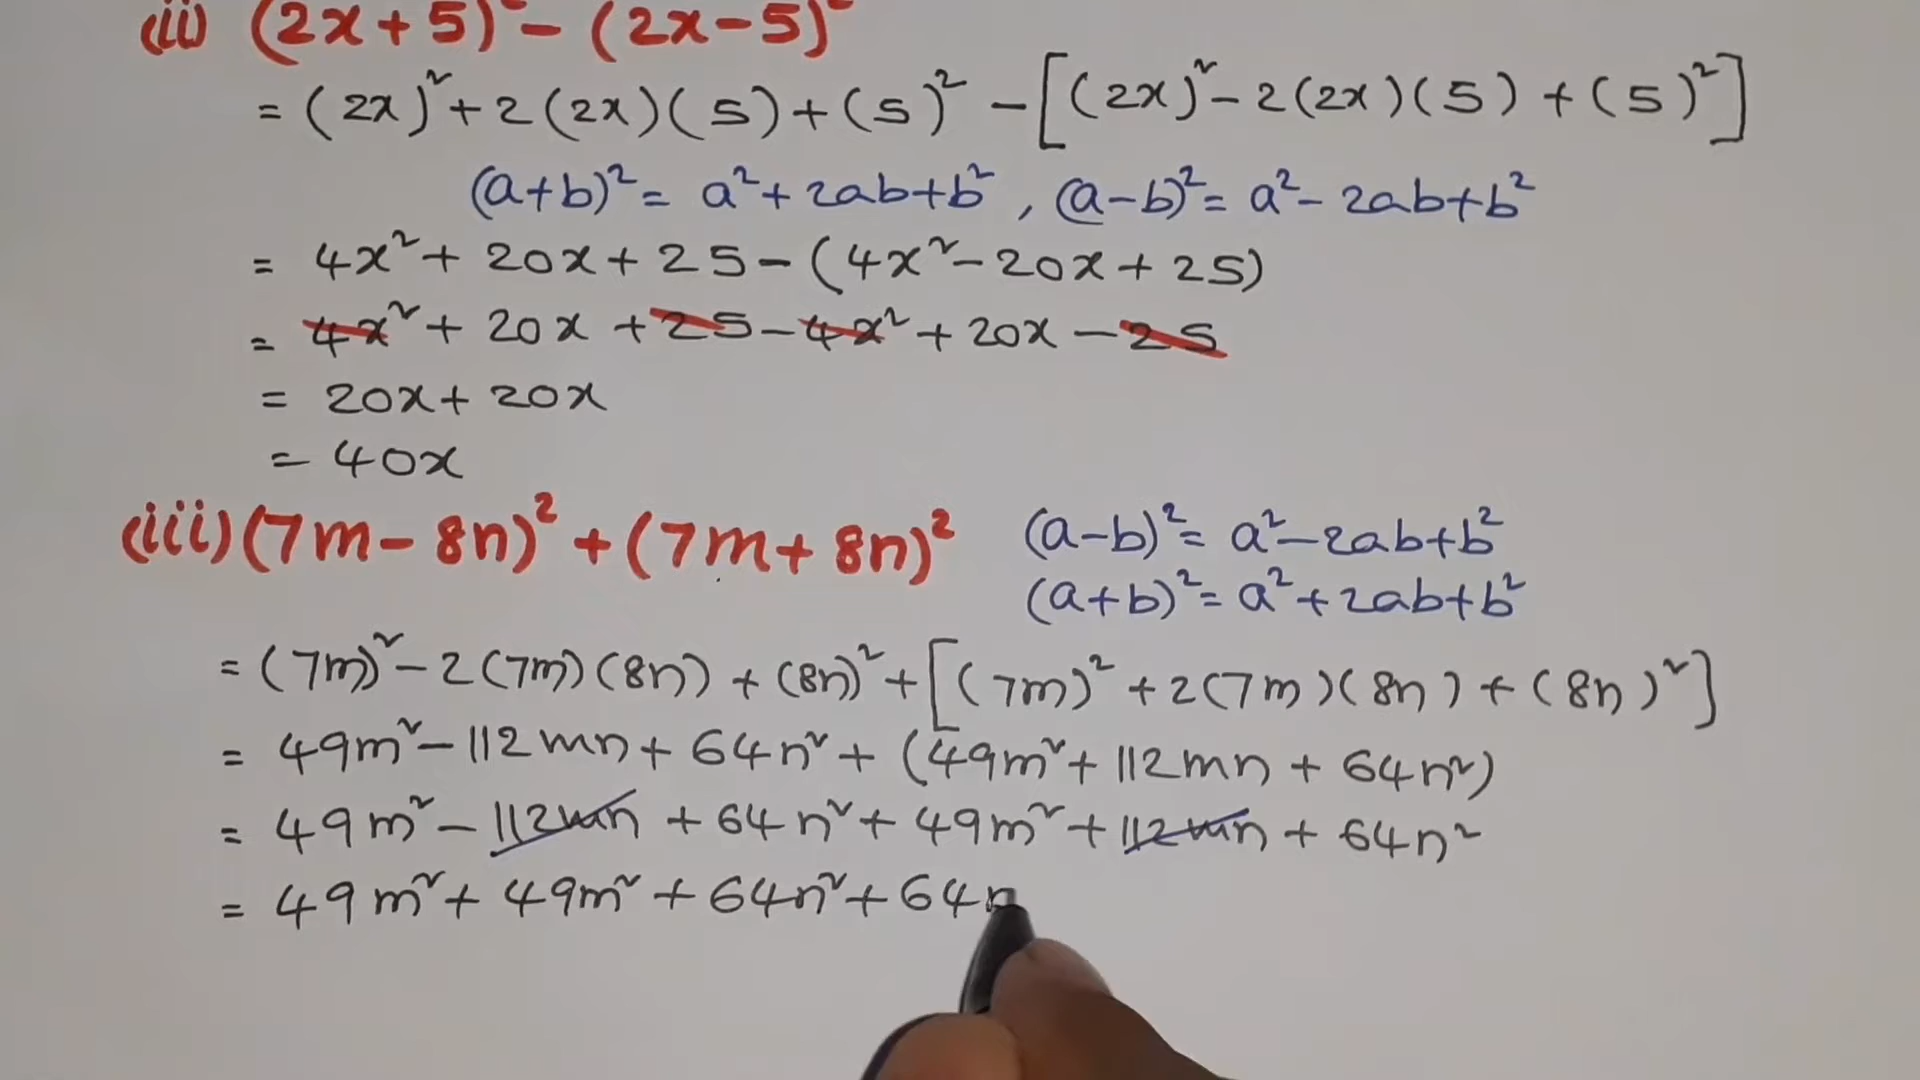 (ii) (2x+5)² - (2x-5)²
= (2x)² + 2(2x)(5) + (5)² - [(2x)² - 2(2x)(5) + (5)²]
(a+b)² = a² + 2ab + b², (a-b)² = a² - 2ab + b²
= 4x² + 20x + 25 - (4x² - 20x + 25)
= 4x² + 20x + 25 - 4x² + 20x - 25
= 20x + 20x
= 40x
(iii) (7m - 8n)² + (7m + 8n)²
(a-b)² = a² - 2ab + b²
(a+b)² = a² + 2ab + b²
= (7m)² - 2(7m)(8n) + (8n)² + [(7m)² + 2(7m)(8n) + (8n)²]
= 49m² - 112mn + 64n² + (49m² + 112mn + 64n²)
= 49m² - 112mn + 64n² + 49m² + 112mn + 64n²
= 49m² + 49m² + 64n² + 64n